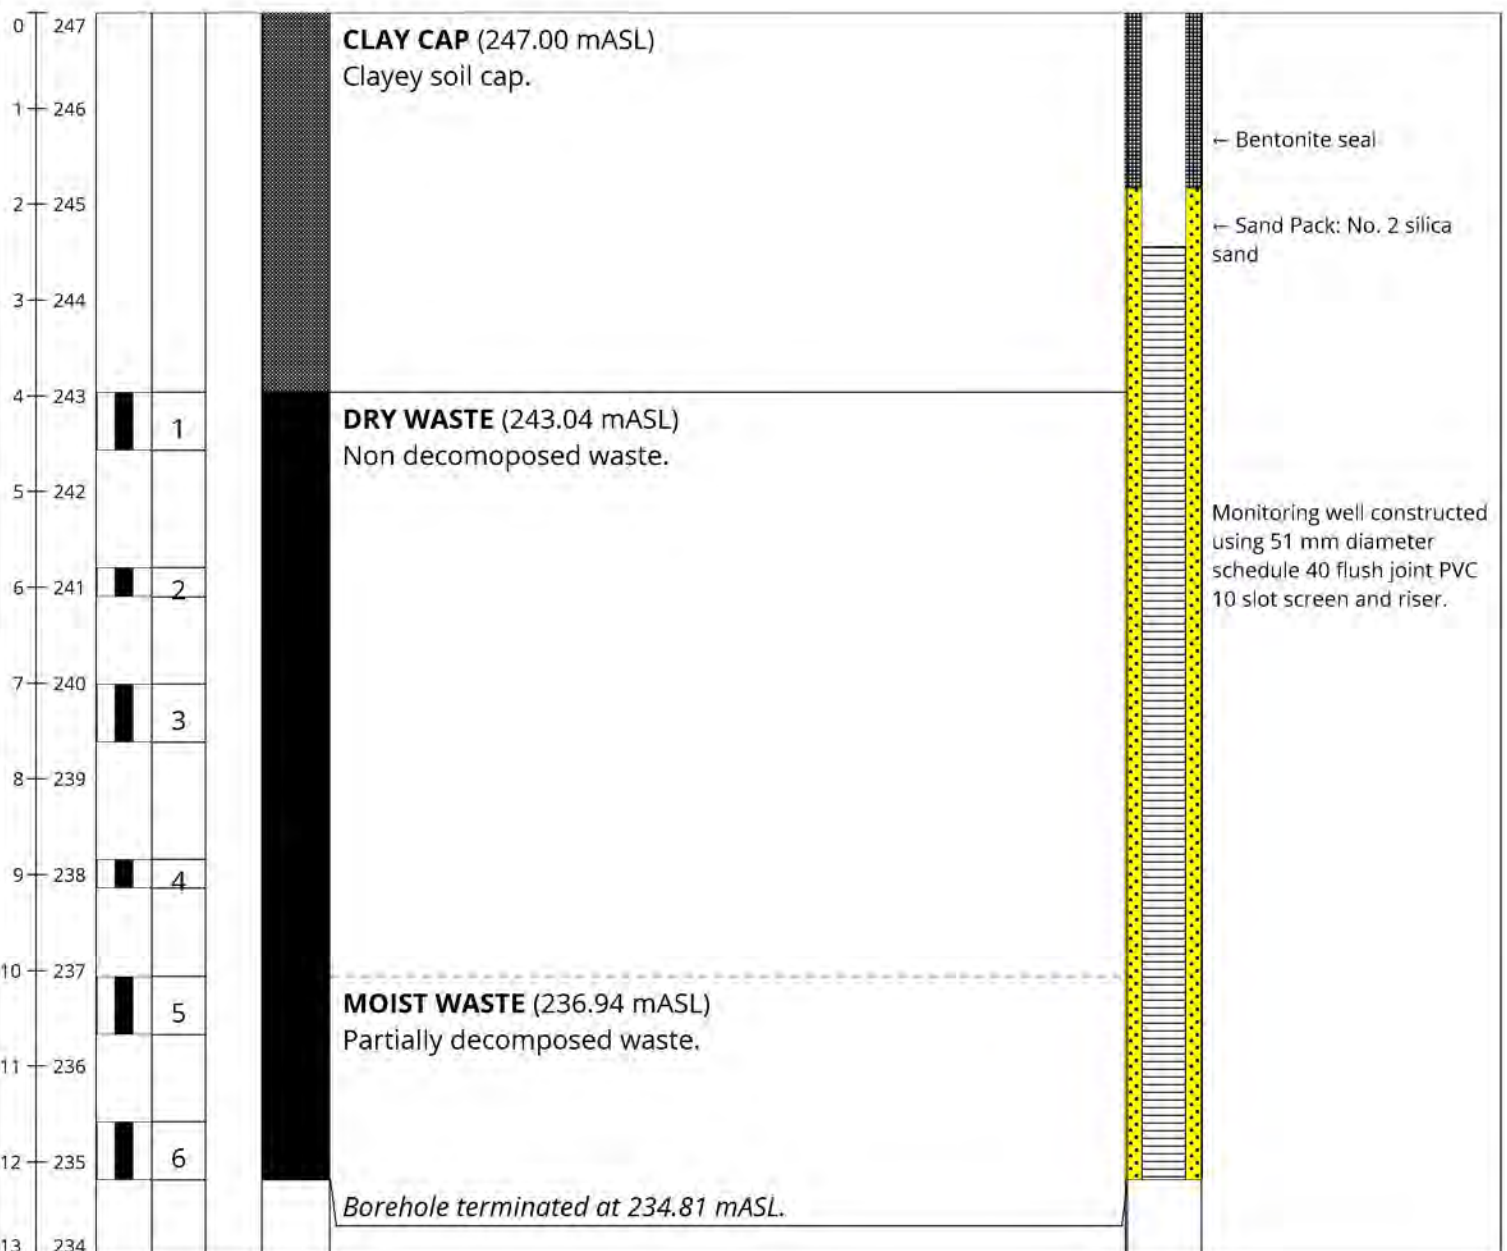 0 247
CLAY CAP (247.00 mASL)
Clayey soil cap.
1 246
← Bentonite seal
2 245
← Sand Pack: No. 2 silica
sand
3 244
4 243
1
DRY WASTE (243.04 mASL)
Non decomoposed waste.
5 242
Monitoring well constructed
using 51 mm diameter
schedule 40 flush joint PVC
10 slot screen and riser.
6 241
2
7 240
3
8 239
9 238
4
10 237
MOIST WASTE (236.94 mASL)
5
Partially decomposed waste.
11 236
12 235
6
Borehole terminated at 234.81 mASL.
13 234